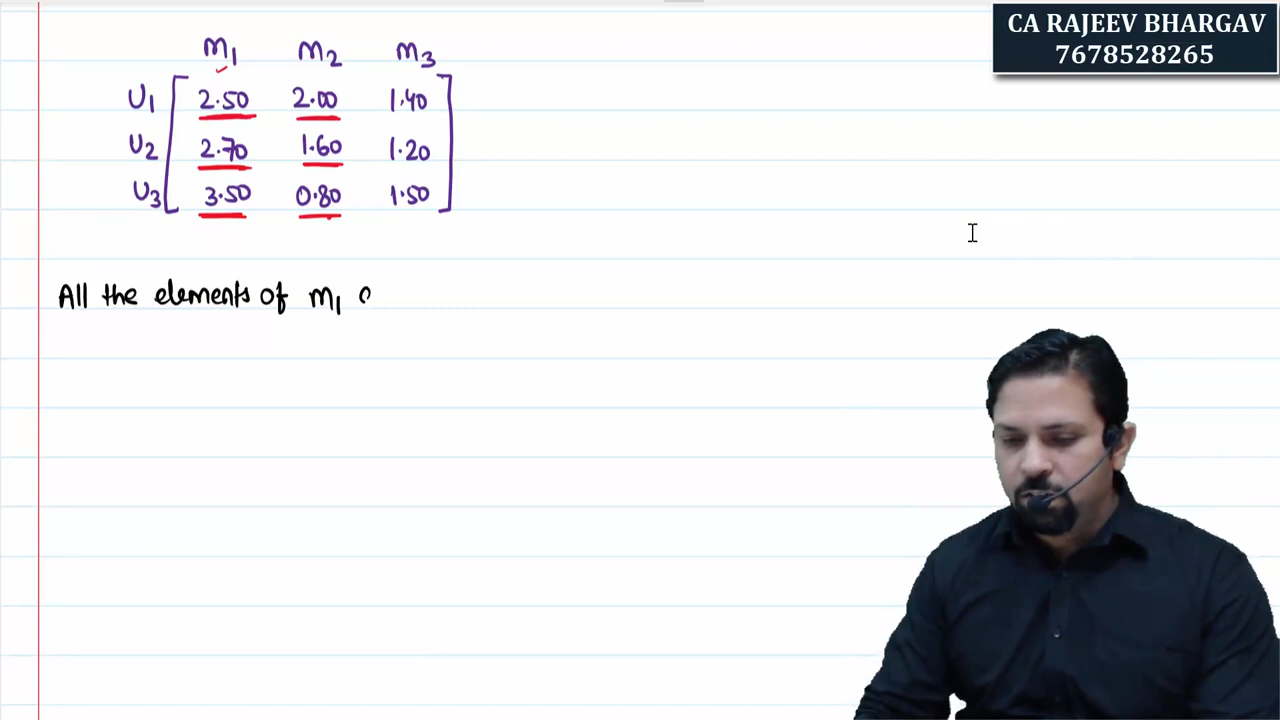 CA RAJEEV BHARGAV
7678528265
m1 m2 m3
U1 2.50 2.00 1.40
U2 2.70 1.60 1.20
U3 3.50 0.80 1.50
All the elements of m1